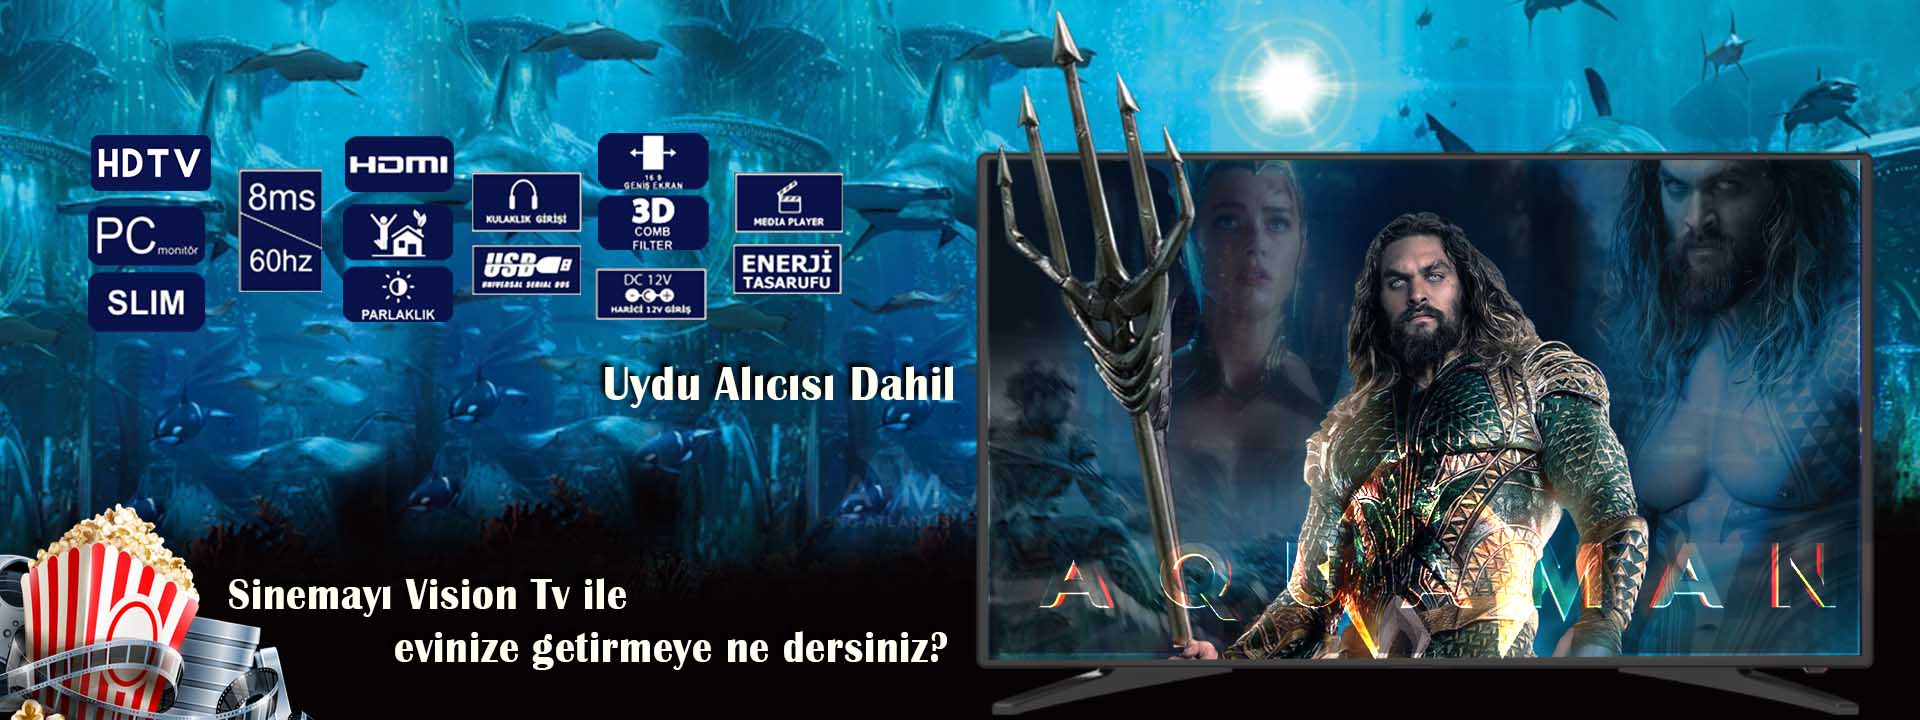 HDTV
PC monitör
SLIM
8ms
60hz
HDMI
PARLAKLIK
KULAKLIK GİRİŞİ
USB
UNIVERSAL SERIAL BUS
16 9
GENİŞ EKRAN
3D
COMB
FILTER
DC 12V
HARİCİ 12V GİRİŞ
MEDIA PLAYER
ENERJİ
TASARUFU
Uydu Alıcısı Dahil
Sinemayı Vision Tv ile
evinize getirmeye ne dersiniz?
AQUAMAN